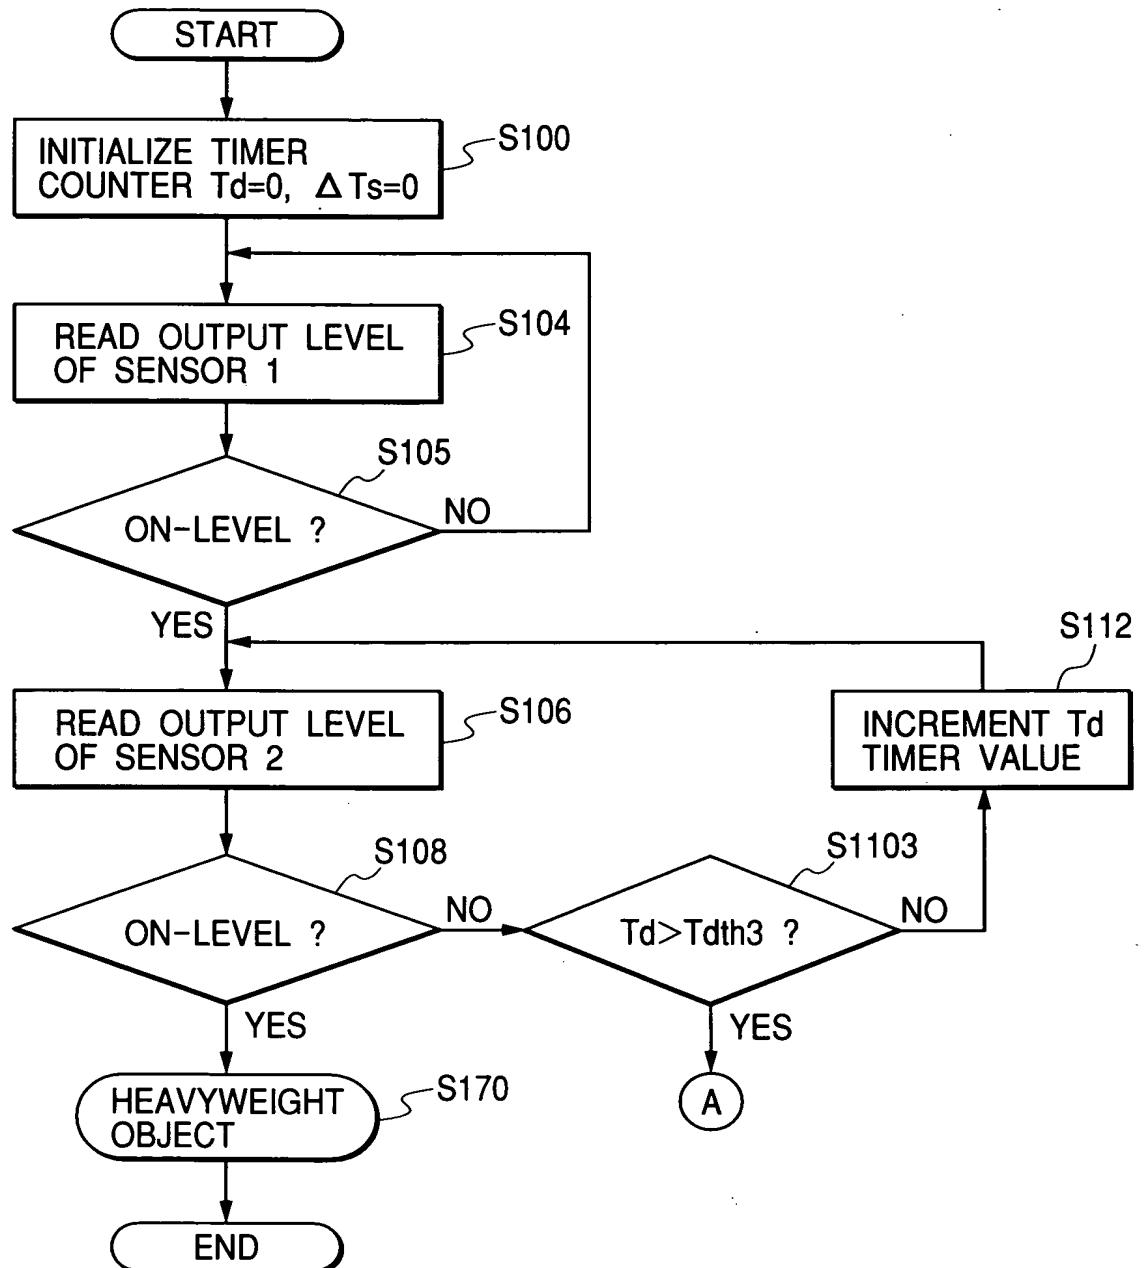 START
INITIALIZE TIMER
COUNTER Td=0, Δ Ts=0
S100
READ OUTPUT LEVEL
OF SENSOR 1
S104
S105
ON-LEVEL ?
NO
YES
S112
READ OUTPUT LEVEL
OF SENSOR 2
S106
INCREMENT Td
TIMER VALUE
S108
ON-LEVEL ?
NO
S1103
Td>Tdth3 ?
NO
YES
YES
HEAVYWEIGHT
OBJECT
S170
A
END